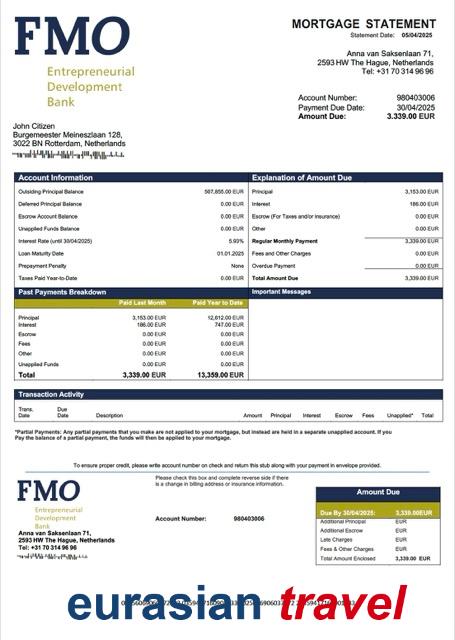 FMO
Entrepreneurial
Development
Bank
MORTGAGE STATEMENT
Statement Date: 05/04/2025
Anna van Saksenlaan 71,
2593 HW The Hague, Netherlands
Tel: +31 70 314 96 96
Account Number: 980403006
Payment Due Date: 30/04/2025
Amount Due: 3.339.00 EUR
John Citizen
Burgemeester Meineszlaan 128,
3022 BN Rotterdam, Netherlands
Account Information
Outsiding Principal Balance 507,855.00 EUR
Deferred Principal Balance 0.00 EUR
Escrow Account Balance 0.00 EUR
Unapplied Funds Balance 0.00 EUR
Interest Rate (until 30/04/2025) 5.93%
Loan Maturity Date 01.01.2025
Prepayment Penalty None
Taxes Paid Year-to-Date 0.00 EUR
Explanation of Amount Due
Principal 3,153.00 EUR
Interest 186.00 EUR
Escrow (For Taxes and/or Insurance) 0.00 EUR
Other 0.00 EUR
Regular Monthly Payment 3,339.00 EUR
Fees and Other Charges 0.00 EUR
Overdue Payment 0.00 EUR
Total Amount Due 3,339.00 EUR
Past Payments Breakdown
Paid Last Month Paid Year to Date
Principal 3,153.00 EUR 12,612.00 EUR
Interest 186.00 EUR 747.00 EUR
Escrow 0.00 EUR 0.00 EUR
Fees 0.00 EUR 0.00 EUR
Other 0.00 EUR 0.00 EUR
Unapplied Funds 0.00 EUR 0.00 EUR
Total 3,339.00 EUR 13,359.00 EUR
Important Messages
Transaction Activity
Trans. Date Due Date Description Amount Principal Interest Escrow Fees Unapplied* Total
*Partial Payments: Any partial payments that you make are not applied to your mortgage, but instead are held in a separate unapplied account. If you
Pay the balance of a partial payment, the funds will then be applied to your mortgage.
To ensure proper credit, please write account number on check and return this stub along with your payment in envelope provided.
FMO
Entrepreneurial
Development
Bank
Anna van Saksenlaan 71,
2593 HW The Hague, Netherlands
Tel: +31 70 314 96 96
Please check this box and complete reverse side if there
is a change in billing address or insurance information.
Account Number: 980403006
Amount Due
Due By 30/04/2025: 3,339.00EUR
Additional Principal EUR
Additional Escrow EUR
Late Charges EUR
Fees & Other Charges EUR
Total Amount Enclosed 3,339.00 EUR
eurasian travel